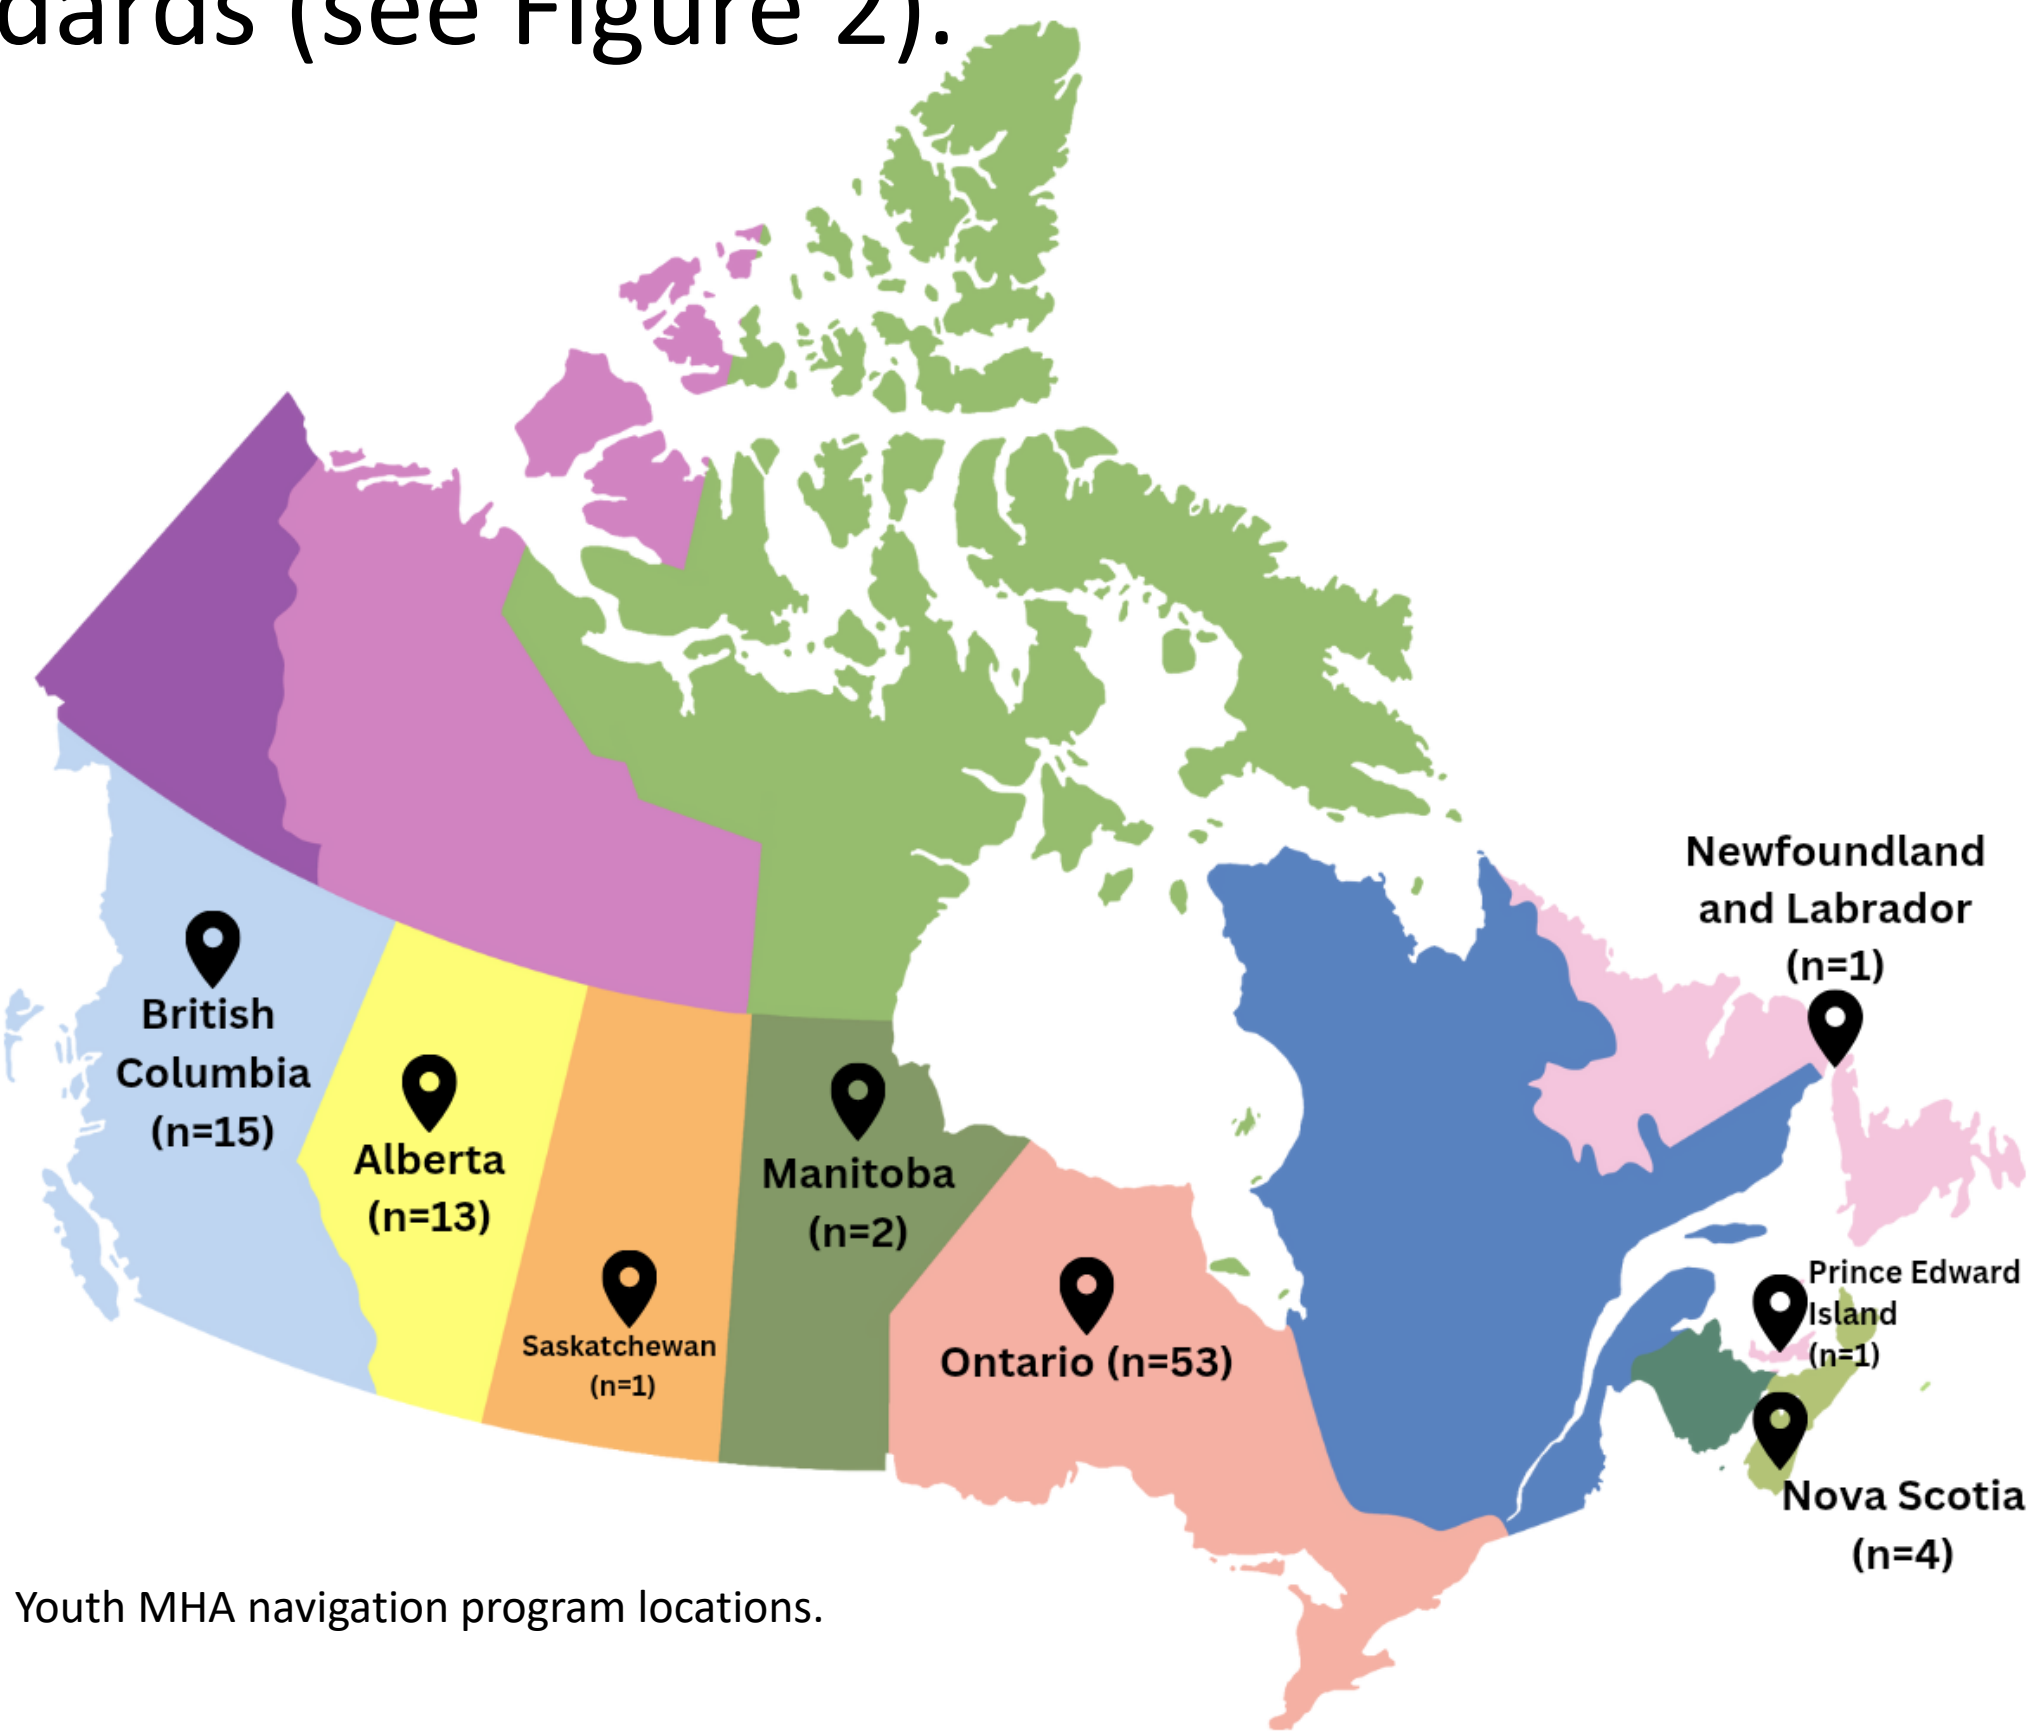 dards (see Figure 2).
Newfoundland
and Labrador
(n=1)
British
Columbia
(n=15)
Alberta
(n=13)
Manitoba
(n=2)
Saskatchewan
(n=1)
Ontario (n=53)
Prince Edward
Island
(n=1)
Nova Scotia
(n=4)
Youth MHA navigation program locations.